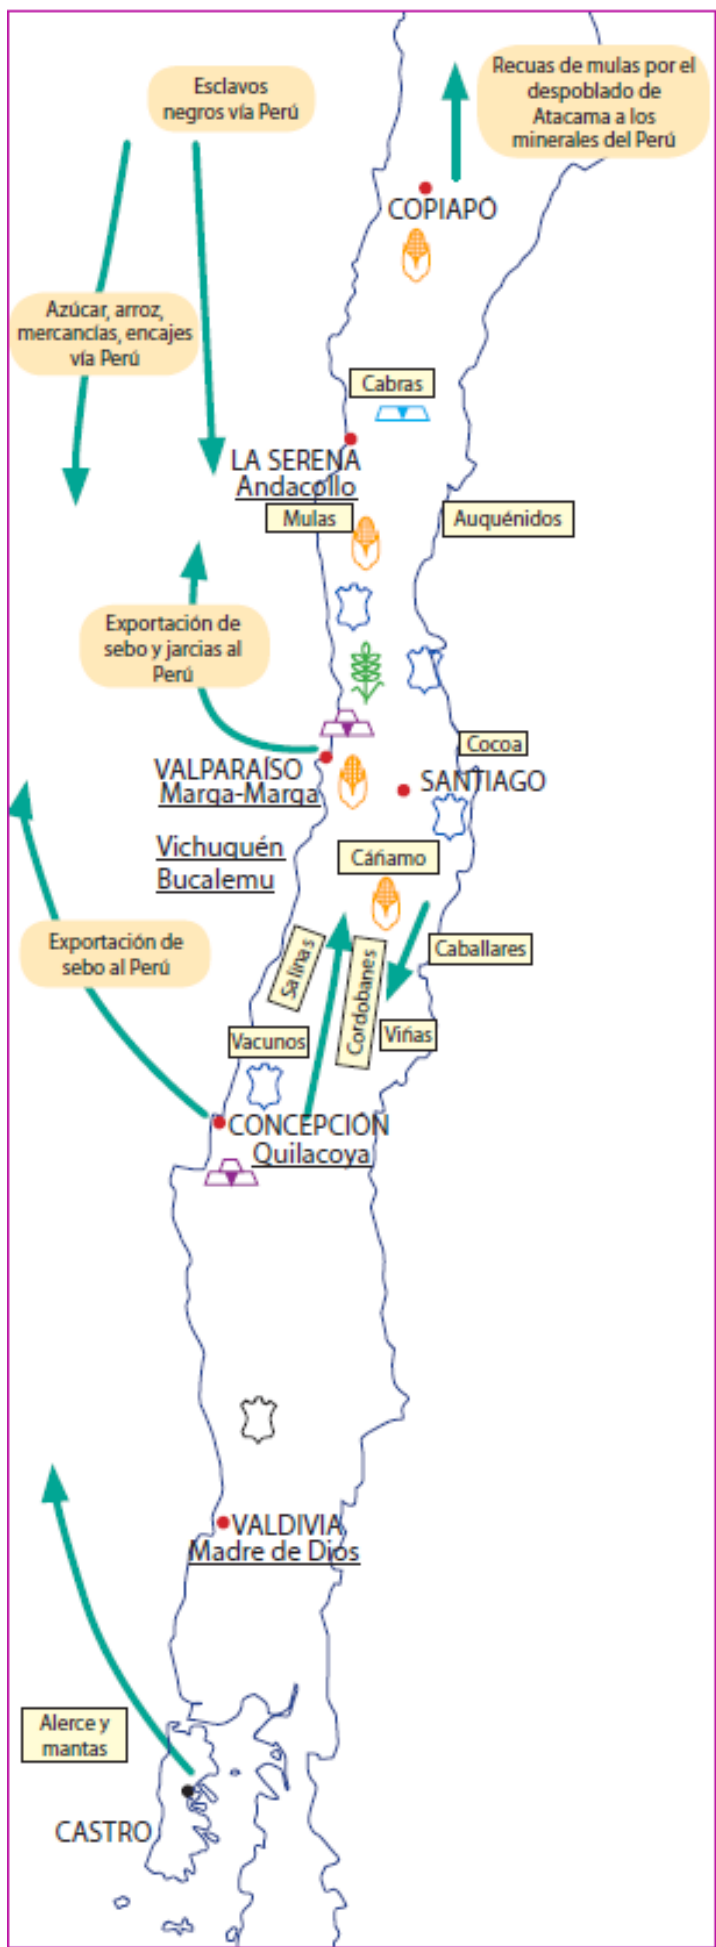 Esclavos
negros vía Perú
Recuas de mulas por el
despoblado de
Atacama a los
minerales del Perú
COPIAPÓ
Azúcar, arroz,
mercancías, encajes
vía Perú
Cabras
LA SERENA
Andacollo
Mulas
Auquénidos
Exportación de
sebo y jarcias al
Perú
Cocoa
VALPARAÍSO
Marga-Marga
SANTIAGO
Vichuquén
Bucalemu
Cáñamo
Exportación de
sebo al Perú
Salinas
Cordobanes
Caballares
Vacunos
Viñas
CONCEPCIÓN
Quilacoya
VALDIVIA
Madre de Dios
Alerce y
mantas
CASTRO